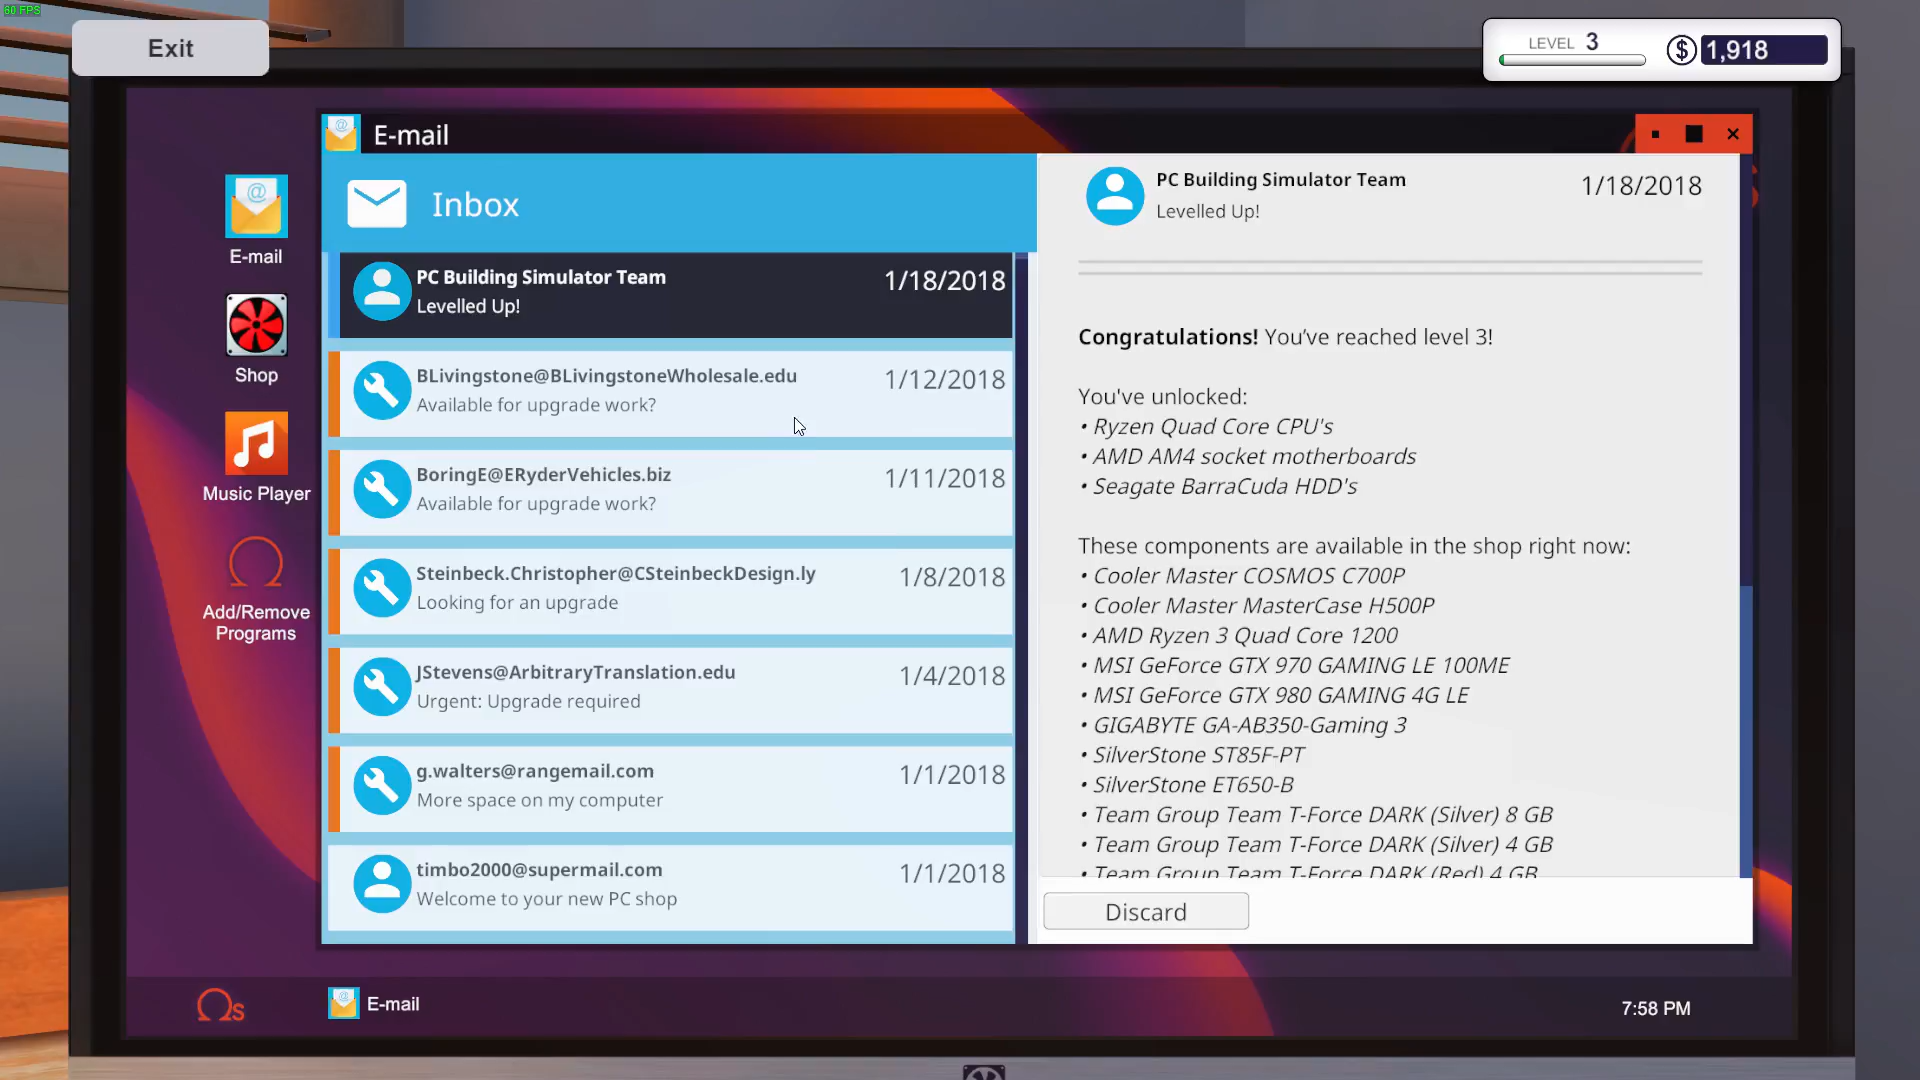 60 FPS
Exit
LEVEL 3
$ 1,918
E-mail
Inbox
PC Building Simulator Team
1/18/2018
Levelled Up!
BLivingstone@BLivingstoneWholesale.edu
1/12/2018
Available for upgrade work?
BoringE@ERyderVehicles.biz
1/11/2018
Available for upgrade work?
Steinbeck.Christopher@CSteinbeckDesign.ly
1/8/2018
Looking for an upgrade
JStevens@ArbitraryTranslation.edu
1/4/2018
Urgent: Upgrade required
g.walters@rangemail.com
1/1/2018
More space on my computer
timbo2000@supermail.com
1/1/2018
Welcome to your new PC shop
PC Building Simulator Team
1/18/2018
Levelled Up!
Congratulations! You've reached level 3!
You've unlocked:
• Ryzen Quad Core CPU's
• AMD AM4 socket motherboards
• Seagate BarraCuda HDD's
These components are available in the shop right now:
• Cooler Master COSMOS C700P
• Cooler Master MasterCase H500P
• AMD Ryzen 3 Quad Core 1200
• MSI GeForce GTX 970 GAMING LE 100ME
• MSI GeForce GTX 980 GAMING 4G LE
• GIGABYTE GA-AB350-Gaming 3
• SilverStone ST85F-PT
• SilverStone ET650-B
• Team Group Team T-Force DARK (Silver) 8 GB
• Team Group Team T-Force DARK (Silver) 4 GB
• Team Group Team T-Force DARK (Red) 4 GB
Discard
E-mail
Shop
Music Player
Add/Remove
Programs
Ωs
E-mail
7:58 PM